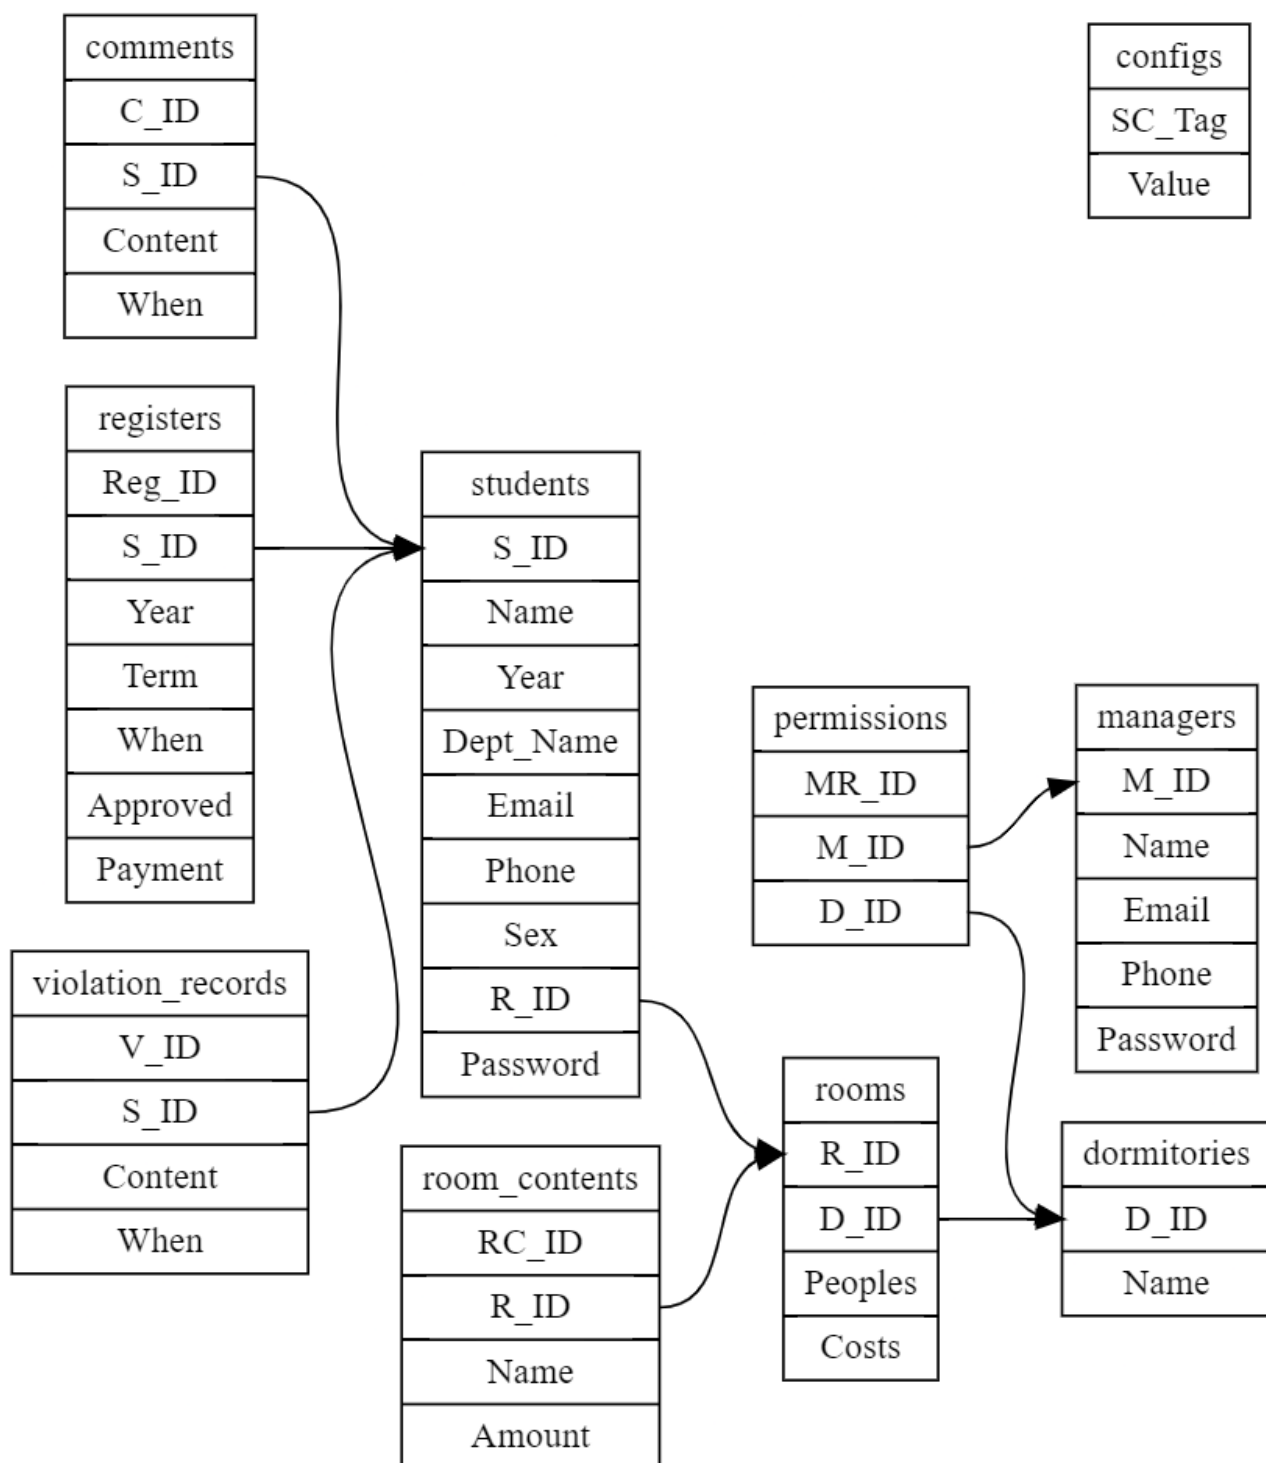 comments
C_ID
S_ID
Content
When
configs
SC_Tag
Value
registers
Reg_ID
S_ID
Year
Term
When
Approved
Payment
students
S_ID
Name
Year
Dept_Name
Email
Phone
Sex
R_ID
Password
permissions
MR_ID
M_ID
D_ID
managers
M_ID
Name
Email
Phone
Password
violation_records
V_ID
S_ID
Content
When
room_contents
RC_ID
R_ID
Name
Amount
rooms
R_ID
D_ID
Peoples
Costs
dormitories
D_ID
Name